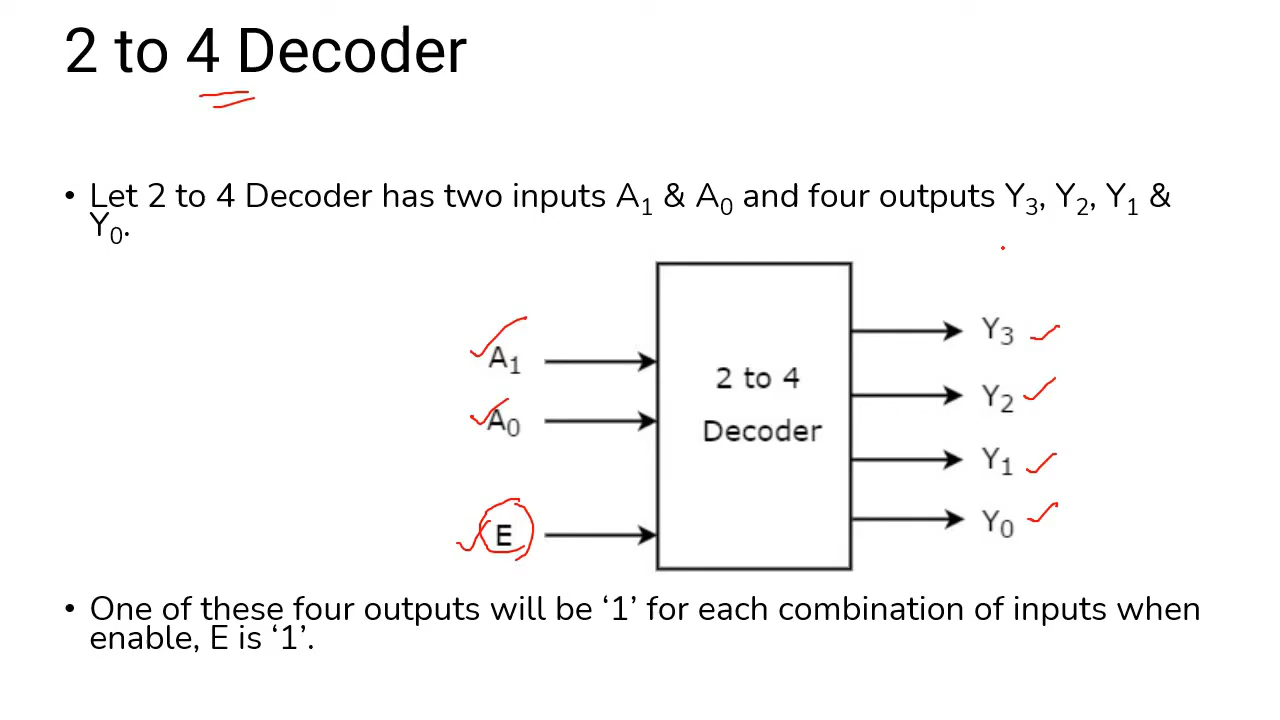 2 to 4 Decoder
• Let 2 to 4 Decoder has two inputs A₁ & A₀ and four outputs Y₃, Y₂, Y₁ &
Y₀.
A₁
A₀
E
2 to 4
Decoder
Y₃
Y₂
Y₁
Y₀
• One of these four outputs will be ‘1’ for each combination of inputs when
enable, E is ‘1’.